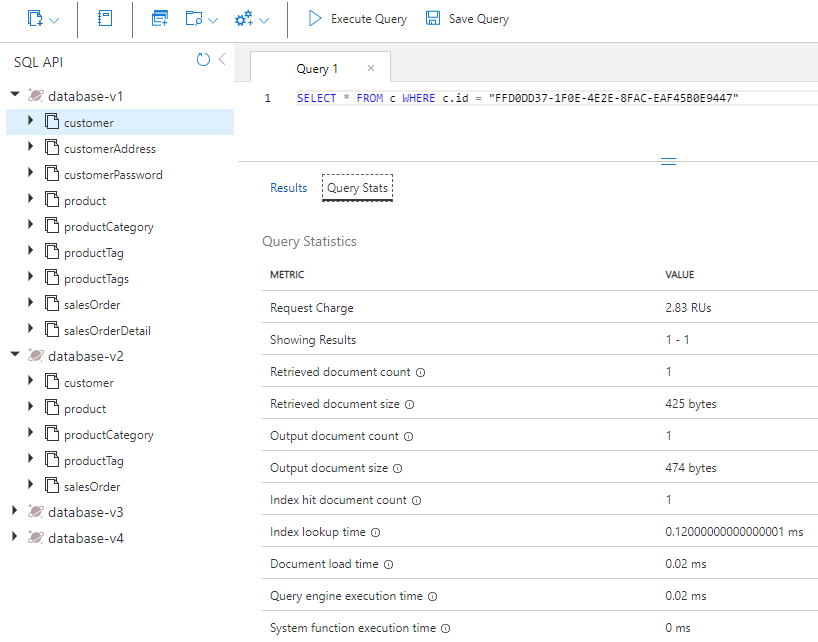 Execute Query
Save Query
SQL API
database-v1
customer
customerAddress
customerPassword
product
productCategory
productTag
productTags
salesOrder
salesOrderDetail
database-v2
customer
product
productCategory
productTag
salesOrder
database-v3
database-v4
Query 1 ×
1 SELECT * FROM c WHERE c.id = "FFD0DD37-1F0E-4E2E-8FAC-EAF45B0E9447"
Results Query Stats
Query Statistics
METRIC VALUE
Request Charge 2.83 RUs
Showing Results 1 - 1
Retrieved document count 1
Retrieved document size 425 bytes
Output document count 1
Output document size 474 bytes
Index hit document count 1
Index lookup time 0.12000000000000001 ms
Document load time 0.02 ms
Query engine execution time 0.02 ms
System function execution time 0 ms